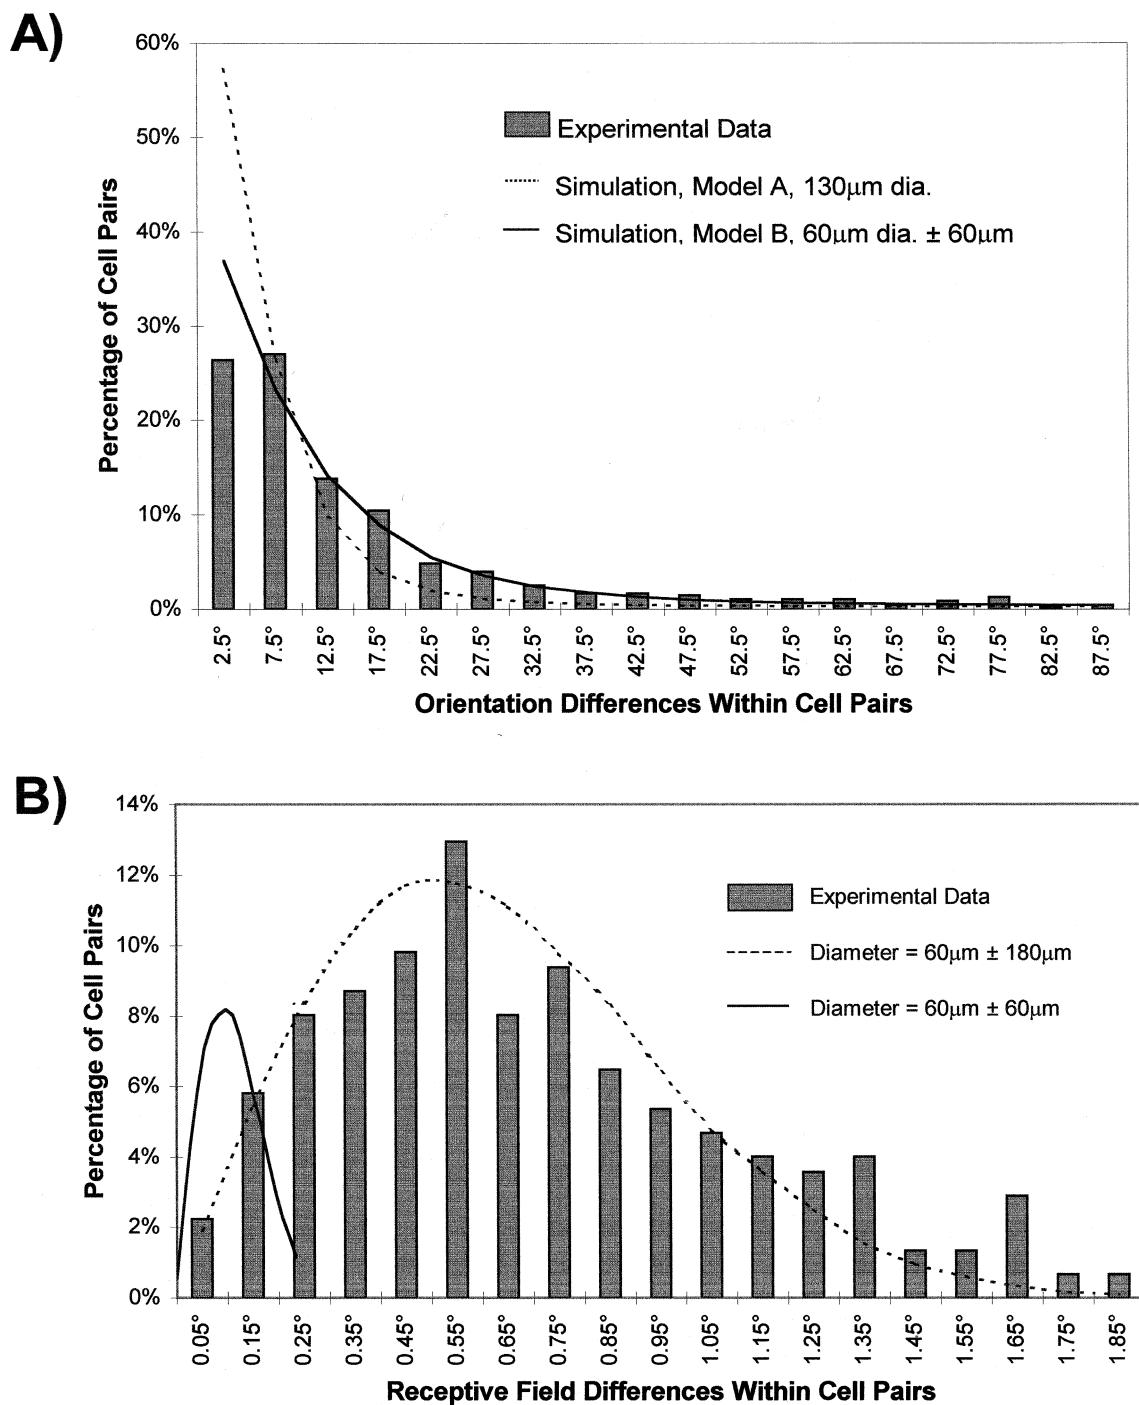 A)
60%
50%
40%
30%
20%
10%
0%
Percentage of Cell Pairs
Experimental Data
Simulation, Model A, 130μm dia.
Simulation, Model B, 60μm dia. ± 60μm
2.5° 7.5° 12.5° 17.5° 22.5° 27.5° 32.5° 37.5° 42.5° 47.5° 52.5° 57.5° 62.5° 67.5° 72.5° 77.5° 82.5° 87.5°
Orientation Differences Within Cell Pairs
B)
14%
12%
10%
8%
6%
4%
2%
0%
Percentage of Cell Pairs
Experimental Data
Diameter = 60μm ± 180μm
Diameter = 60μm ± 60μm
0.05° 0.15° 0.25° 0.35° 0.45° 0.55° 0.65° 0.75° 0.85° 0.95° 1.05° 1.15° 1.25° 1.35° 1.45° 1.55° 1.65° 1.75° 1.85°
Receptive Field Differences Within Cell Pairs